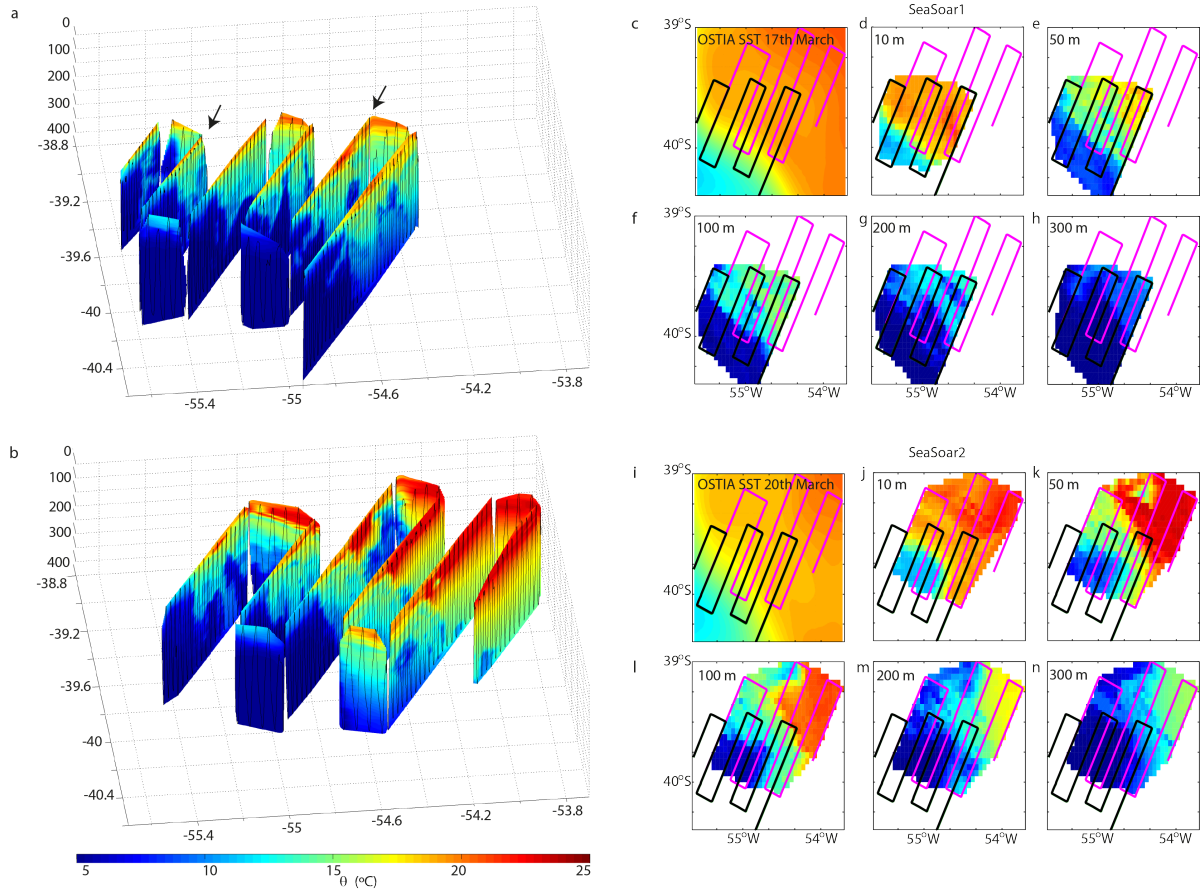 a
0
100
200
300
400
-38.8
-39.2
-39.6
-40
-40.4
-55.4
-55
-54.6
-54.2
-53.8
b
0
100
200
300
400
-38.8
-39.2
-39.6
-40
-40.4
-55.4
-55
-54.6
-54.2
-53.8
5
10
15
20
25
θ (ºC)
SeaSoar1
c
39°S
OSTIA SST 17th March
40°S
d
10 m
e
50 m
f
39°S
100 m
40°S
55°W
54°W
g
200 m
55°W
54°W
h
300 m
55°W
54°W
SeaSoar2
i
39°S
OSTIA SST 20th March
40°S
j
10 m
k
50 m
l
39°S
100 m
40°S
55°W
54°W
m
200 m
55°W
54°W
n
300 m
55°W
54°W